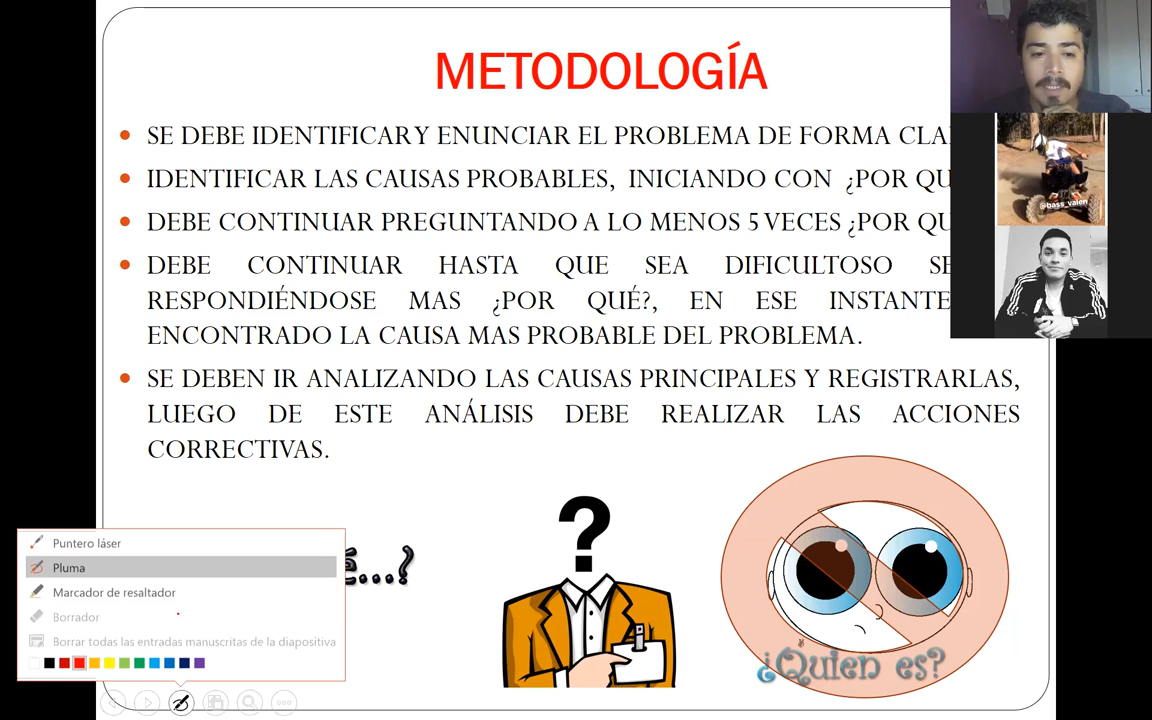 METODOLOGÍA
SE DEBE IDENTIFICAR Y ENUNCIAR EL PROBLEMA DE FORMA
IDENTIFICAR LAS CAUSAS PROBABLES, INICIANDO CON ¿POR
DEBE CONTINUAR PREGUNTANDO A LO MENOS 5 VECES ¿POR
DEBE CONTINUAR HASTA QUE SEA DIFICULTOSO
RESPONDIÉNDOSE MAS ¿POR QUÉ?, EN ESE INSTANTE
ENCONTRADO LA CAUSA MAS PROBABLE DEL PROBLEMA.
SE DEBEN IR ANALIZANDO LAS CAUSAS PRINCIPALES Y REGISTRARLAS,
LUEGO DE ESTE ANÁLISIS DEBE REALIZAR LAS ACCIONES
CORRECTIVAS.
@bass_valen
Puntero láser
Pluma
Marcador de resaltador
Borrador
Borrar todas las entradas manuscritas de la diapositiva
...?
?
¿Quien es?